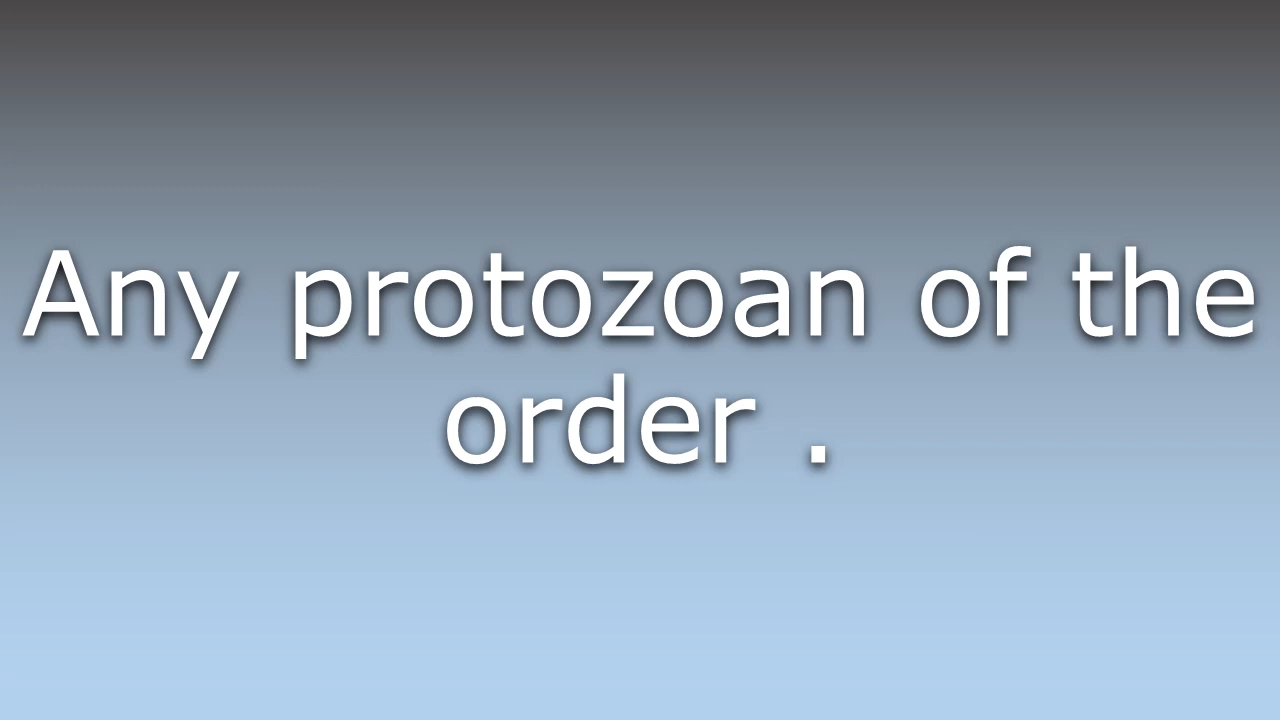 Any protozoan of the
order .